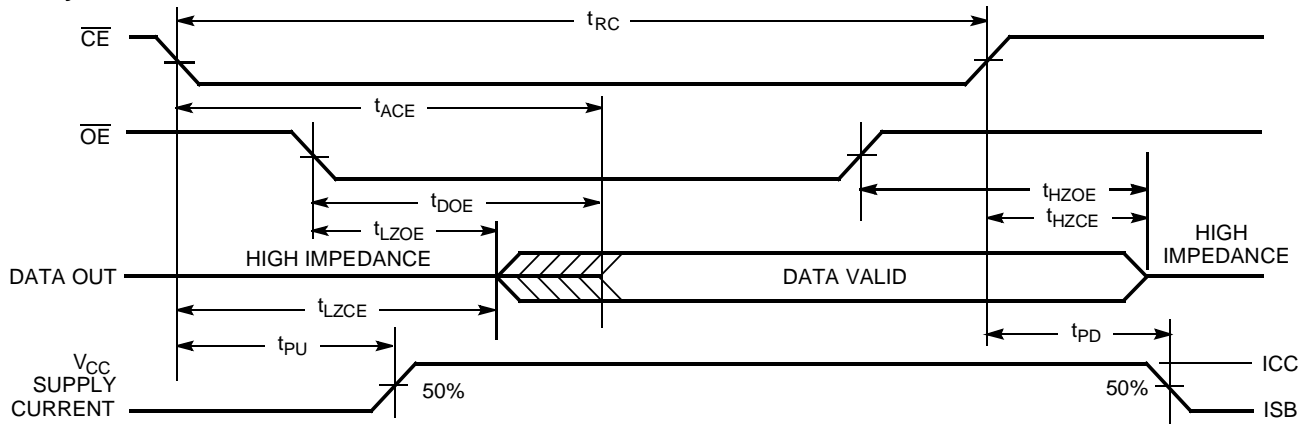 tRC
CE
tACE
OE
tDOE
tHZOE
tLZOE
tHZCE
HIGH IMPEDANCE
HIGH
IMPEDANCE
DATA OUT
DATA VALID
tLZCE
tPU
tPD
VCC
SUPPLY
CURRENT
50%
50%
ICC
ISB